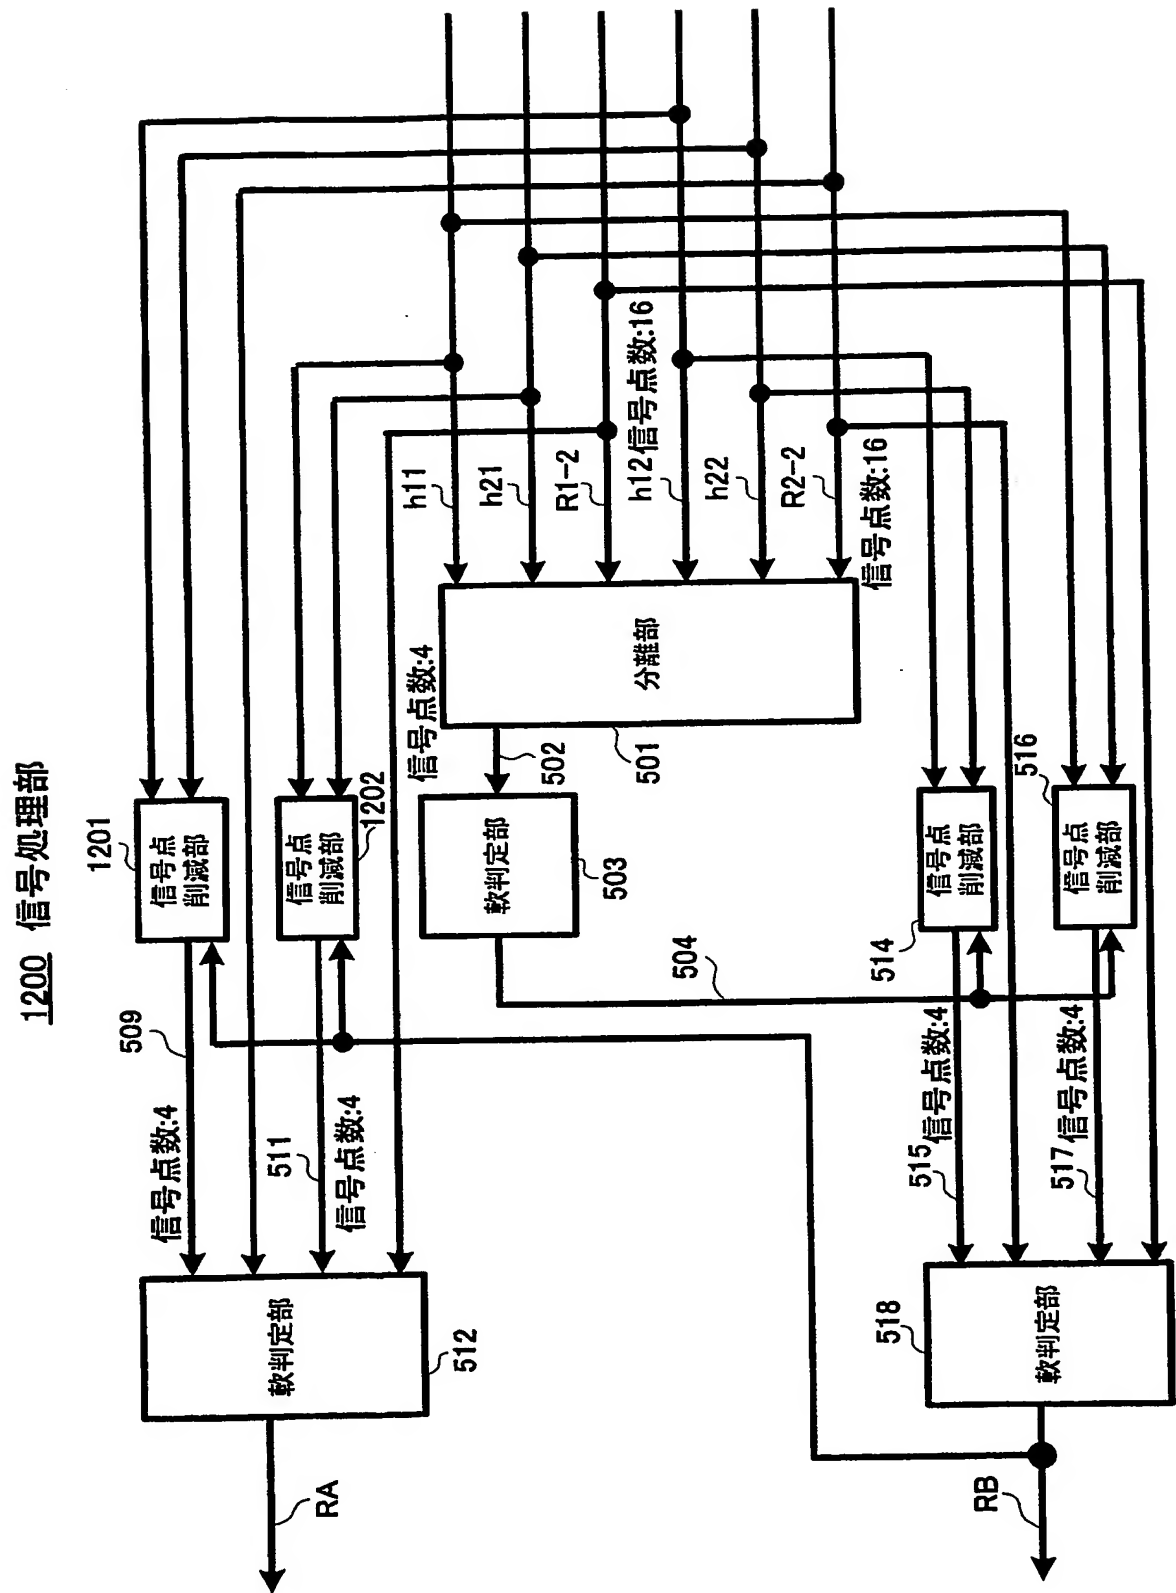 1200 信号処理部
h11
h21
R1-2
h12
信号点数:16
h22
R2-2
信号点数:16
分離部
501
502
信号点数:4
軟判定部
503
504
信号点
削減部
1201
信号点
削減部
1202
信号点
削減部
514
信号点
削減部
516
509
信号点数:4
511
信号点数:4
515
信号点数:4
517
信号点数:4
軟判定部
512
軟判定部
518
RA
RB